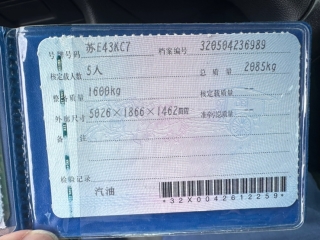 号牌号码 苏E43KC7 档案编号 320504236989
核定载人数 5人 总质量 2085kg
整备质量 1600kg 核定载质量 --
外廓尺寸 5026×1866×1462mm 准牵引总质量 --
备注
检验记录
汽油
*32X0042612259*